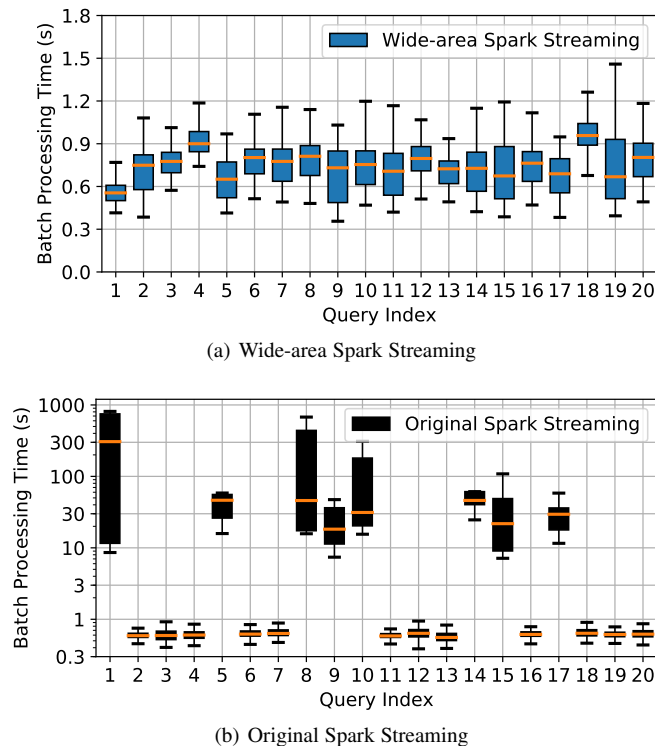 1.8
1.5
1.2
0.9
0.6
0.3
0.0
Batch Processing Time (s)
Wide-area Spark Streaming
1 2 3 4 5 6 7 8 9 10 11 12 13 14 15 16 17 18 19 20
Query Index
(a) Wide-area Spark Streaming
1000
300
100
30
10
3
1
0.3
Batch Processing Time (s)
Original Spark Streaming
1 2 3 4 5 6 7 8 9 10 11 12 13 14 15 16 17 18 19 20
Query Index
(b) Original Spark Streaming